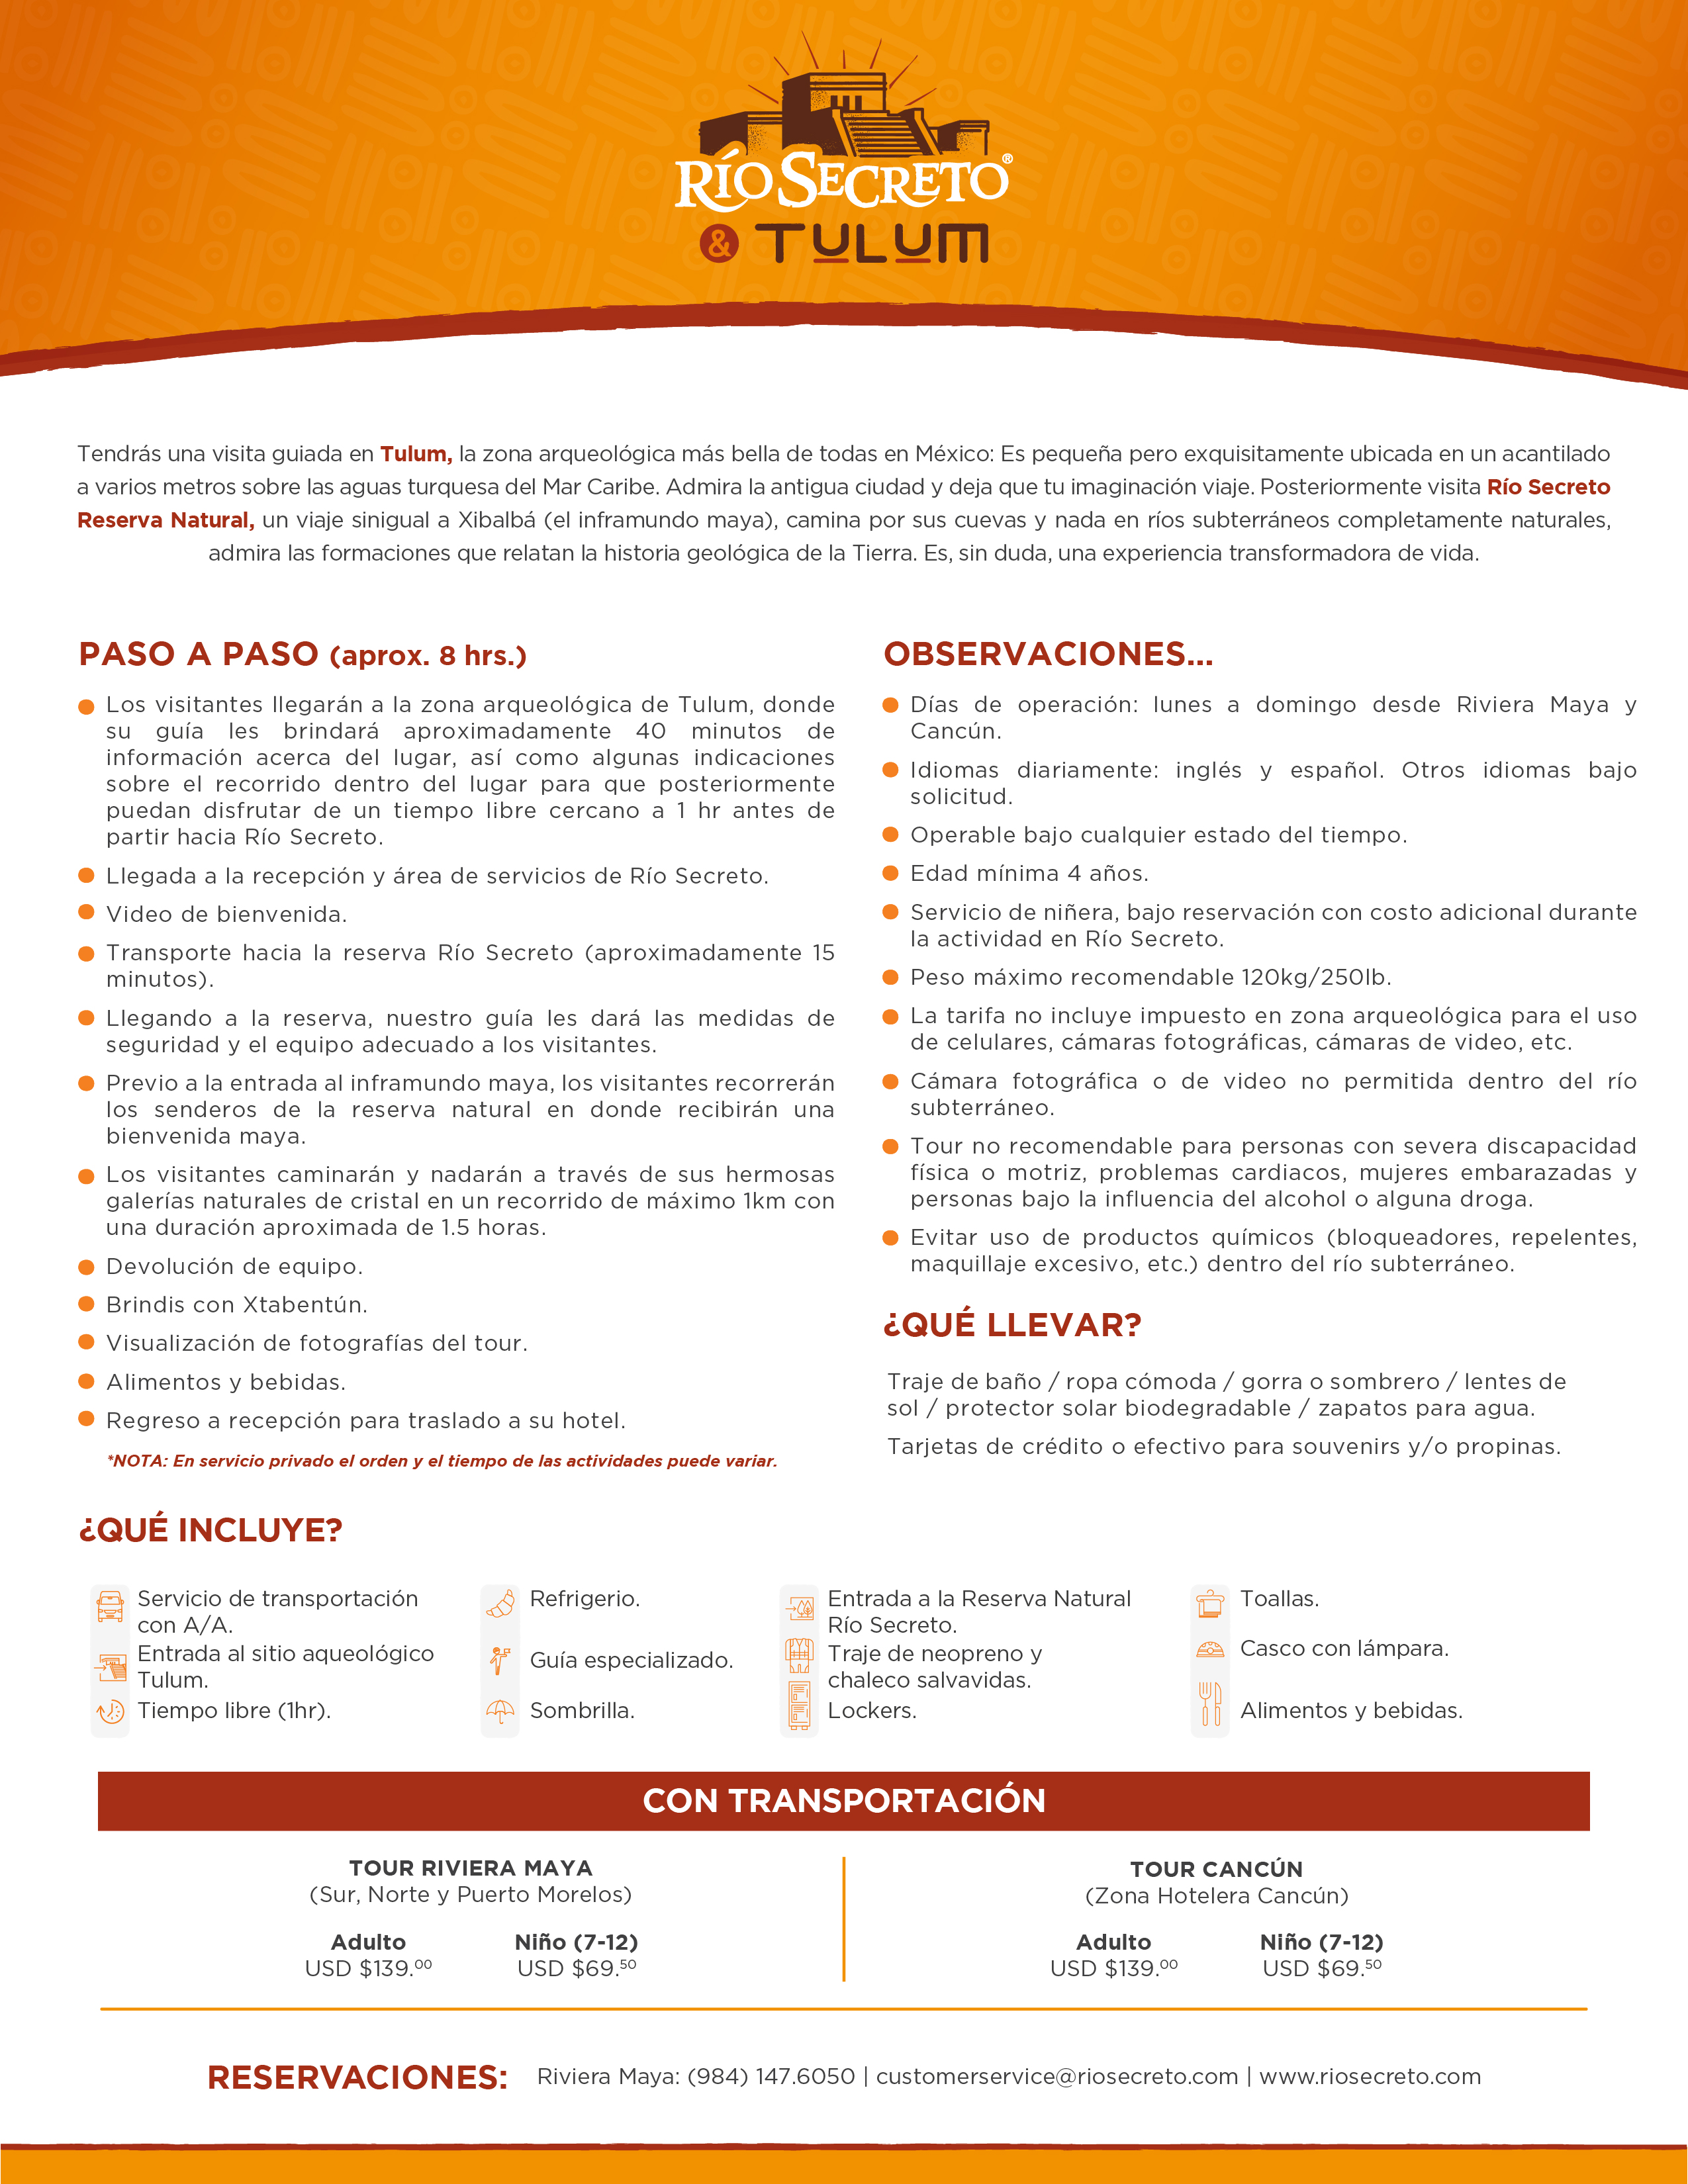 RÍO SECRETO®
& TULUM
Tendrás una visita guiada en Tulum, la zona arqueológica más bella de todas en México: Es pequeña pero exquisitamente ubicada en un acantilado
a varios metros sobre las aguas turquesa del Mar Caribe. Admira la antigua ciudad y deja que tu imaginación viaje. Posteriormente visita Río Secreto
Reserva Natural, un viaje sinigual a Xibalbá (el inframundo maya), camina por sus cuevas y nada en ríos subterráneos completamente naturales,
admira las formaciones que relatan la historia geológica de la Tierra. Es, sin duda, una experiencia transformadora de vida.
PASO A PASO (aprox. 8 hrs.)
Los visitantes llegarán a la zona arqueológica de Tulum, donde
su guía les brindará aproximadamente 40 minutos de
información acerca del lugar, así como algunas indicaciones
sobre el recorrido dentro del lugar para que posteriormente
puedan disfrutar de un tiempo libre cercano a 1 hr antes de
partir hacia Río Secreto.
Llegada a la recepción y área de servicios de Río Secreto.
Video de bienvenida.
Transporte hacia la reserva Río Secreto (aproximadamente 15
minutos).
Llegando a la reserva, nuestro guía les dará las medidas de
seguridad y el equipo adecuado a los visitantes.
Previo a la entrada al inframundo maya, los visitantes recorrerán
los senderos de la reserva natural en donde recibirán una
bienvenida maya.
Los visitantes caminarán y nadarán a través de sus hermosas
galerías naturales de cristal en un recorrido de máximo 1km con
una duración aproximada de 1.5 horas.
Devolución de equipo.
Brindis con Xtabentún.
Visualización de fotografías del tour.
Alimentos y bebidas.
Regreso a recepción para traslado a su hotel.
*NOTA: En servicio privado el orden y el tiempo de las actividades puede variar.
OBSERVACIONES...
Días de operación: lunes a domingo desde Riviera Maya y
Cancún.
Idiomas diariamente: inglés y español. Otros idiomas bajo
solicitud.
Operable bajo cualquier estado del tiempo.
Edad mínima 4 años.
Servicio de niñera, bajo reservación con costo adicional durante
la actividad en Río Secreto.
Peso máximo recomendable 120kg/250lb.
La tarifa no incluye impuesto en zona arqueológica para el uso
de celulares, cámaras fotográficas, cámaras de video, etc.
Cámara fotográfica o de video no permitida dentro del río
subterráneo.
Tour no recomendable para personas con severa discapacidad
física o motriz, problemas cardiacos, mujeres embarazadas y
personas bajo la influencia del alcohol o alguna droga.
Evitar uso de productos químicos (bloqueadores, repelentes,
maquillaje excesivo, etc.) dentro del río subterráneo.
¿QUÉ LLEVAR?
Traje de baño / ropa cómoda / gorra o sombrero / lentes de
sol / protector solar biodegradable / zapatos para agua.
Tarjetas de crédito o efectivo para souvenirs y/o propinas.
¿QUÉ INCLUYE?
Servicio de transportación
con A/A.
Entrada al sitio aqueológico
Tulum.
Tiempo libre (1hr).
Refrigerio.
Guía especializado.
Sombrilla.
Entrada a la Reserva Natural
Río Secreto.
Traje de neopreno y
chaleco salvavidas.
Lockers.
Toallas.
Casco con lámpara.
Alimentos y bebidas.
CON TRANSPORTACIÓN
TOUR RIVIERA MAYA
(Sur, Norte y Puerto Morelos)
Adulto Niño (7-12)
USD $139.00 USD $69.50
TOUR CANCÚN
(Zona Hotelera Cancún)
Adulto Niño (7-12)
USD $139.00 USD $69.50
RESERVACIONES: Riviera Maya: (984) 147.6050 | customerservice@riosecreto.com | www.riosecreto.com